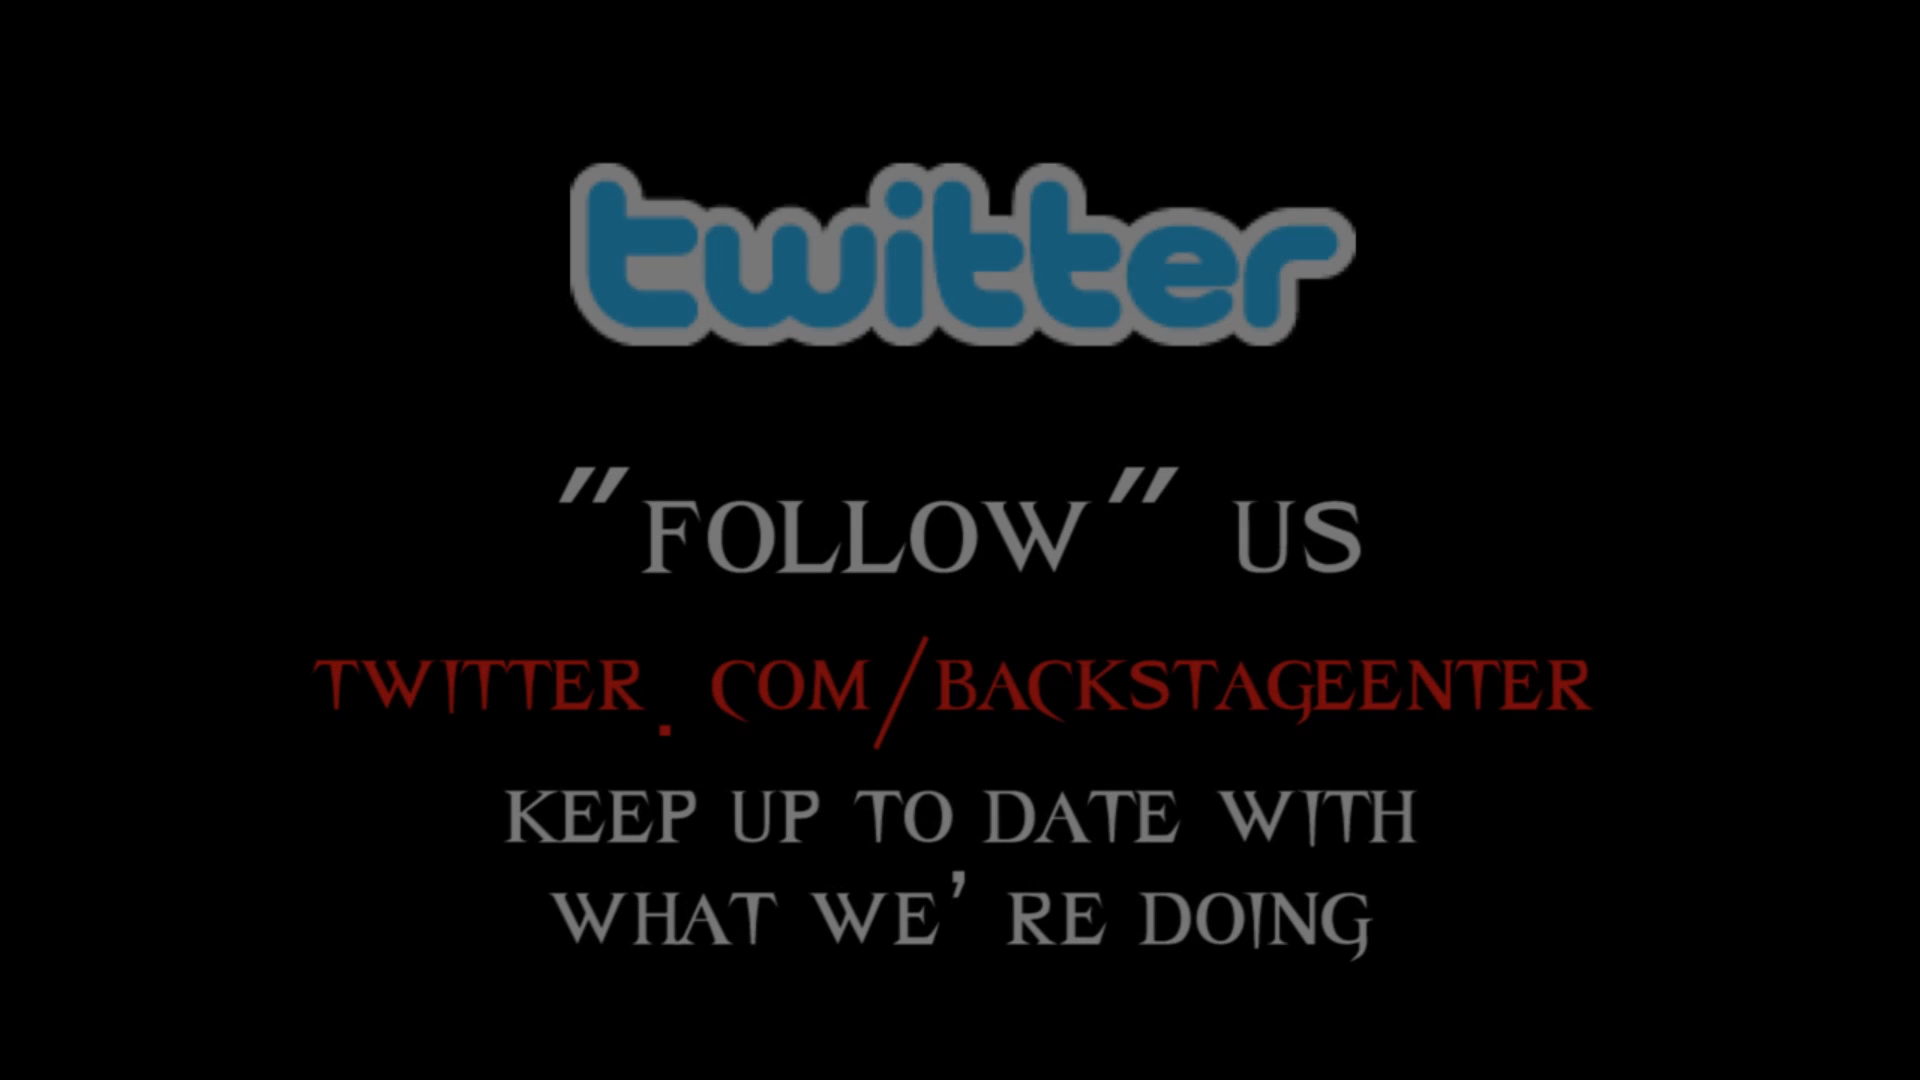 twitter
"FOLLOW" US
TWITTER. COM/BACKSTAGEENTER
KEEP UP TO DATE WITH
WHAT WE' RE DOING